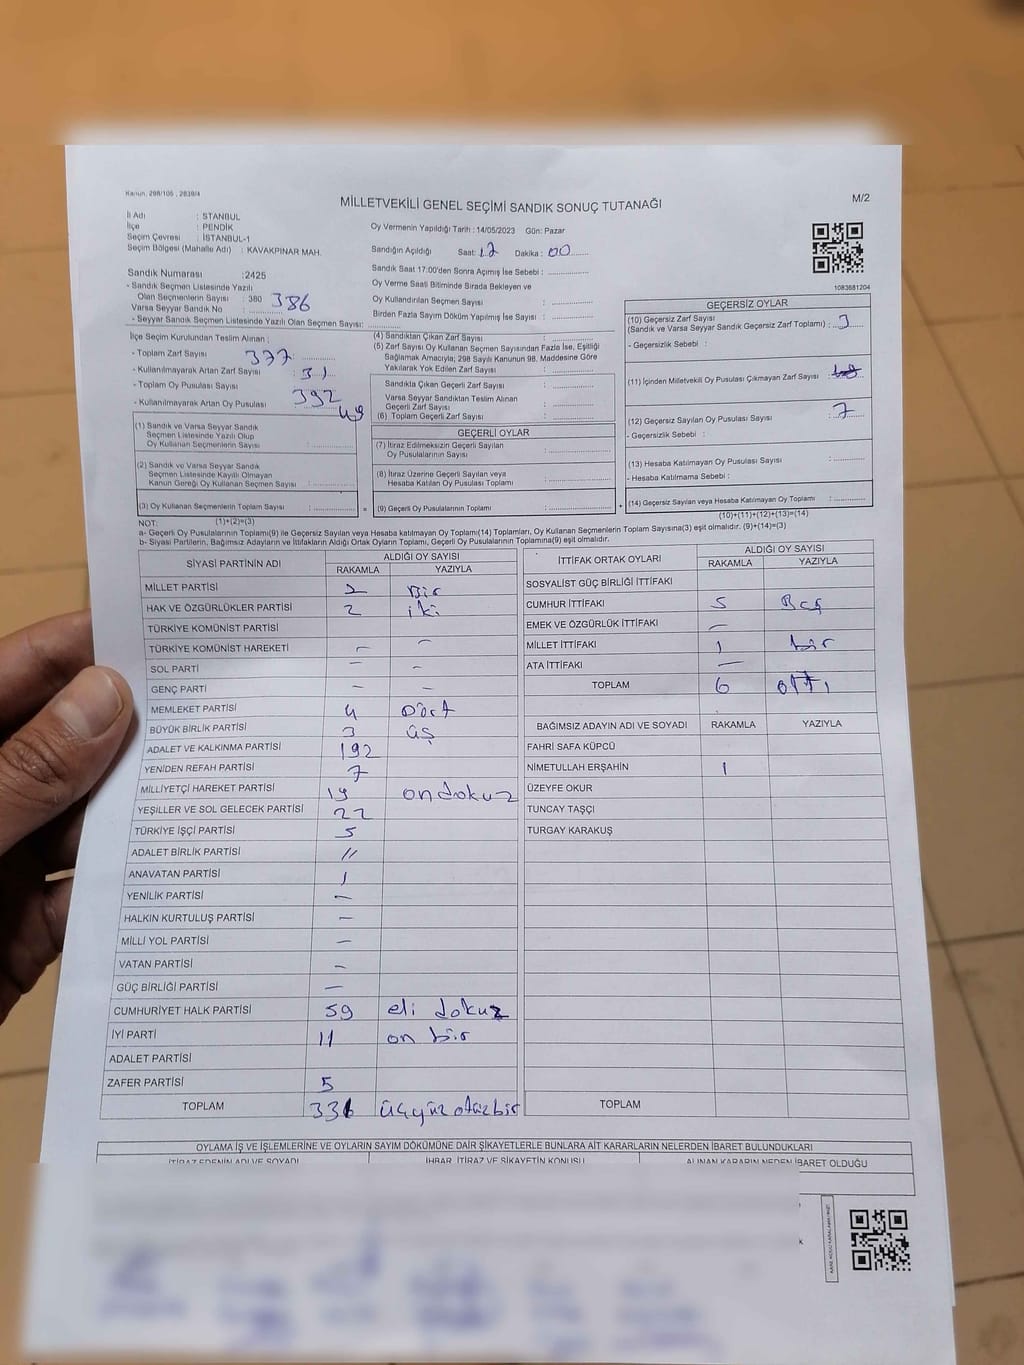 Kanun, 298/105 , 2839/4
MİLLETVEKİLİ GENEL SEÇİMİ SANDIK SONUÇ TUTANAĞI
M/2
İl Adı : İSTANBUL
İlçe : PENDİK
Seçim Çevresi : İSTANBUL-1
Seçim Bölgesi (Mahalle Adı) : KAVAKPINAR MAH.
Oy Vermenin Yapıldığı Tarih : 14/05/2023 Gün: Pazar
Sandığın Açıldığı Saat: 17 Dakika : 00
Sandık Saat 17:00'den Sonra Açımış İse Sebebi :
Sandık Numarası :2425
- Sandık Seçmen Listesinde Yazılı
Olan Seçmenlerin Sayısı : 380 386
Varsa Seyyar Sandık No :
- Seyyar Sandık Seçmen Listesinde Yazılı Olan Seçmen Sayısı:
Oy Verme Saati Bitiminde Sırada Bekleyen ve
Oy Kullandırılan Seçmen Sayısı :
Birden Fazla Sayım Döküm Yapılmış İse Sayısı :
1083681204
İlçe Seçim Kurulundan Teslim Alınan ;
- Toplam Zarf Sayısı 377
- Kullanılmayarak Artan Zarf Sayısı : 31
- Toplam Oy Pusulası Sayısı 392
- Kullanılmayarak Artan Oy Pusulası 49
(4) Sandıktan Çıkan Zarf Sayısı :
(5) Zarf Sayısı Oy Kullanan Seçmen Sayısından Fazla İse, Eşitliği
Sağlamak Amacıyla; 298 Sayılı Kanunun 98. Maddesine Göre
Yakılarak Yok Edilen Zarf Sayısı :
Sandıkta Çıkan Geçerli Zarf Sayısı :
Varsa Seyyar Sandıktan Teslim Alınan
Geçerli Zarf Sayısı :
(6) Toplam Geçerli Zarf Sayısı :
GEÇERSİZ OYLAR
(10) Geçersiz Zarf Sayısı
(Sandık ve Varsa Seyyar Sandık Geçersiz Zarf Toplamı) : 3
- Geçersizlik Sebebi :
(11) İçinden Milletvekili Oy Pusulası Çıkmayan Zarf Sayısı :
(12) Geçersiz Sayılan Oy Pusulası Sayısı : 7
- Geçersizlik Sebebi :
(13) Hesaba Katılmayan Oy Pusulası Sayısı :
- Hesaba Katılmama Sebebi :
(14) Geçersiz Sayılan veya Hesaba Katılmayan Oy Toplamı :
(10)+(11)+(12)+(13)=(14)
(1) Sandık ve Varsa Seyyar Sandık
Seçmen Listesinde Yazılı Olup
Oy Kullanan Seçmenlerin Sayısı :
(2) Sandık ve Varsa Seyyar Sandık
Seçmen Listesinde Kayıtlı Olmayan
Kanun Gereği Oy Kullanan Seçmen Sayısı :
(3) Oy Kullanan Seçmenlerin Toplam Sayısı :
(1)+(2)=(3)
GEÇERLİ OYLAR
(7) İtiraz Edilmeksizin Geçerli Sayılan
Oy Pusulalarının Sayısı :
(8) İtiraz Üzerine Geçerli Sayılan veya
Hesaba Katılan Oy Pusulası Toplamı :
= (9) Geçerli Oy Pusulalarının Toplamı : +
NOT:
a- Geçerli Oy Pusulalarının Toplamı(9) ile Geçersiz Sayılan veya Hesaba katılmayan Oy Toplamı(14) Toplamları, Oy Kullanan Seçmenlerin Toplam Sayısına(3) eşit olmalıdır. (9)+(14)=(3)
b- Siyasi Partilerin, Bağımsız Adayların ve İttifakların Aldığı Ortak Oyların Toplamı, Geçerli Oy Pusulalarının Toplamına(9) eşit olmalıdır.
SİYASİ PARTİNİN ADI ALDIĞI OY SAYISI
RAKAMLA YAZIYLA
MİLLET PARTİSİ Bir
HAK VE ÖZGÜRLÜKLER PARTİSİ 2 iki
TÜRKİYE KOMÜNİST PARTİSİ
TÜRKİYE KOMÜNİST HAREKETİ – –
SOL PARTİ – –
GENÇ PARTİ – –
MEMLEKET PARTİSİ 4 Dört
BÜYÜK BİRLİK PARTİSİ 3 üş
ADALET VE KALKINMA PARTİSİ 192
YENİDEN REFAH PARTİSİ 7
MİLLİYETÇİ HAREKET PARTİSİ 19 ondokuz
YEŞİLLER VE SOL GELECEK PARTİSİ 22
TÜRKİYE İŞÇİ PARTİSİ 5
ADALET BİRLİK PARTİSİ //
ANAVATAN PARTİSİ 1
YENİLİK PARTİSİ –
HALKIN KURTULUŞ PARTİSİ –
MİLLİ YOL PARTİSİ –
VATAN PARTİSİ –
GÜÇ BİRLİĞİ PARTİSİ –
CUMHURİYET HALK PARTİSİ 59 eli dokuz
İYİ PARTİ 11 on bir
ADALET PARTİSİ
ZAFER PARTİSİ 5
TOPLAM 331 üçyüz otuzbir
İTTİFAK ORTAK OYLARI ALDIĞI OY SAYISI
RAKAMLA YAZIYLA
SOSYALİST GÜÇ BİRLİĞİ İTTİFAKI
CUMHUR İTTİFAKI 5 Beş
EMEK VE ÖZGÜRLÜK İTTİFAKI –
MİLLET İTTİFAKI 1 bir
ATA İTTİFAKI –
TOPLAM 6 altı
BAĞIMSIZ ADAYIN ADI VE SOYADI RAKAMLA YAZIYLA
FAHRİ SAFA KÜPCÜ
NİMETULLAH ERŞAHİN 1
ÜZEYFE OKUR
TUNCAY TAŞÇI
TURGAY KARAKUŞ
TOPLAM
OYLAMA İŞ VE İŞLEMLERİNE VE OYLARIN SAYIM DÖKÜMÜNE DAİR ŞİKAYETLERLE BUNLARA AİT KARARLARIN NELERDEN İBARET BULUNDUKLARI
İTİRAZ EDENİN ADI VE SOYADI İHBAR, İTİRAZ VE ŞİKAYETİN KONUSU ALINAN KARARIN NEDEN İBARET OLDUĞU